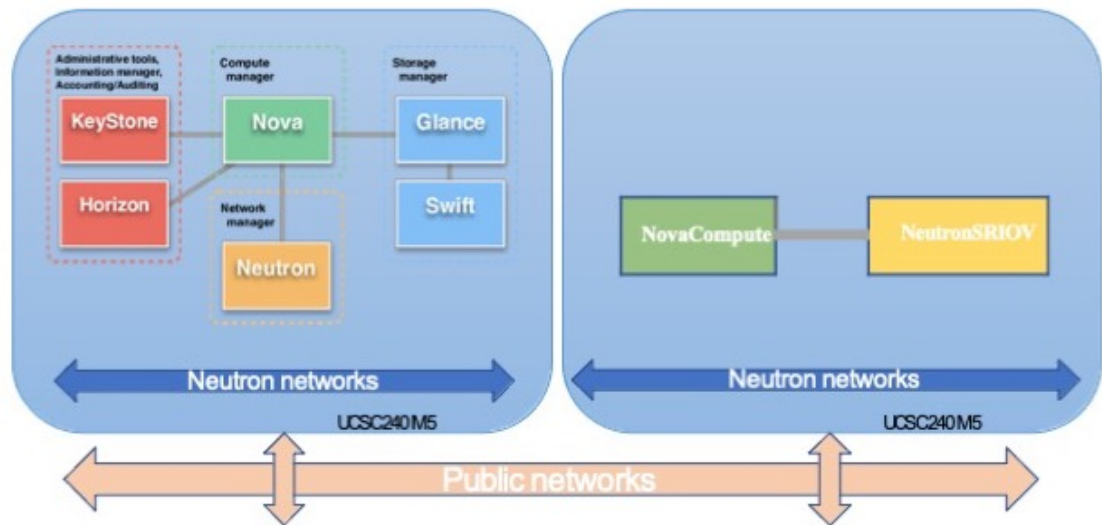 Administrative tools,
Information manager,
Accounting/Auditing
KeyStone
Horizon
Compute
manager
Nova
Network
manager
Neutron
Storage
manager
Glance
Swift
Neutron networks
UCSC240 M5
NovaCompute
NeutronSRIOV
Neutron networks
UCSC240 M5
Public networks